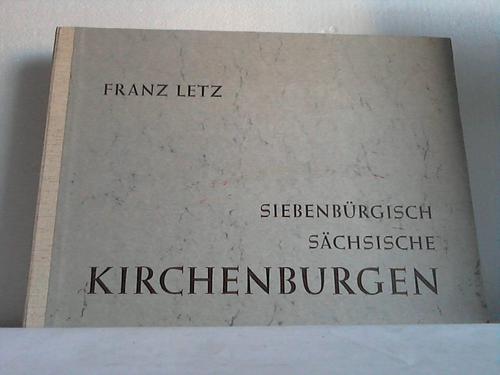 FRANZ LETZ
SIEBENBÜRGISCH
SÄCHSISCHE
KIRCHENBURGEN